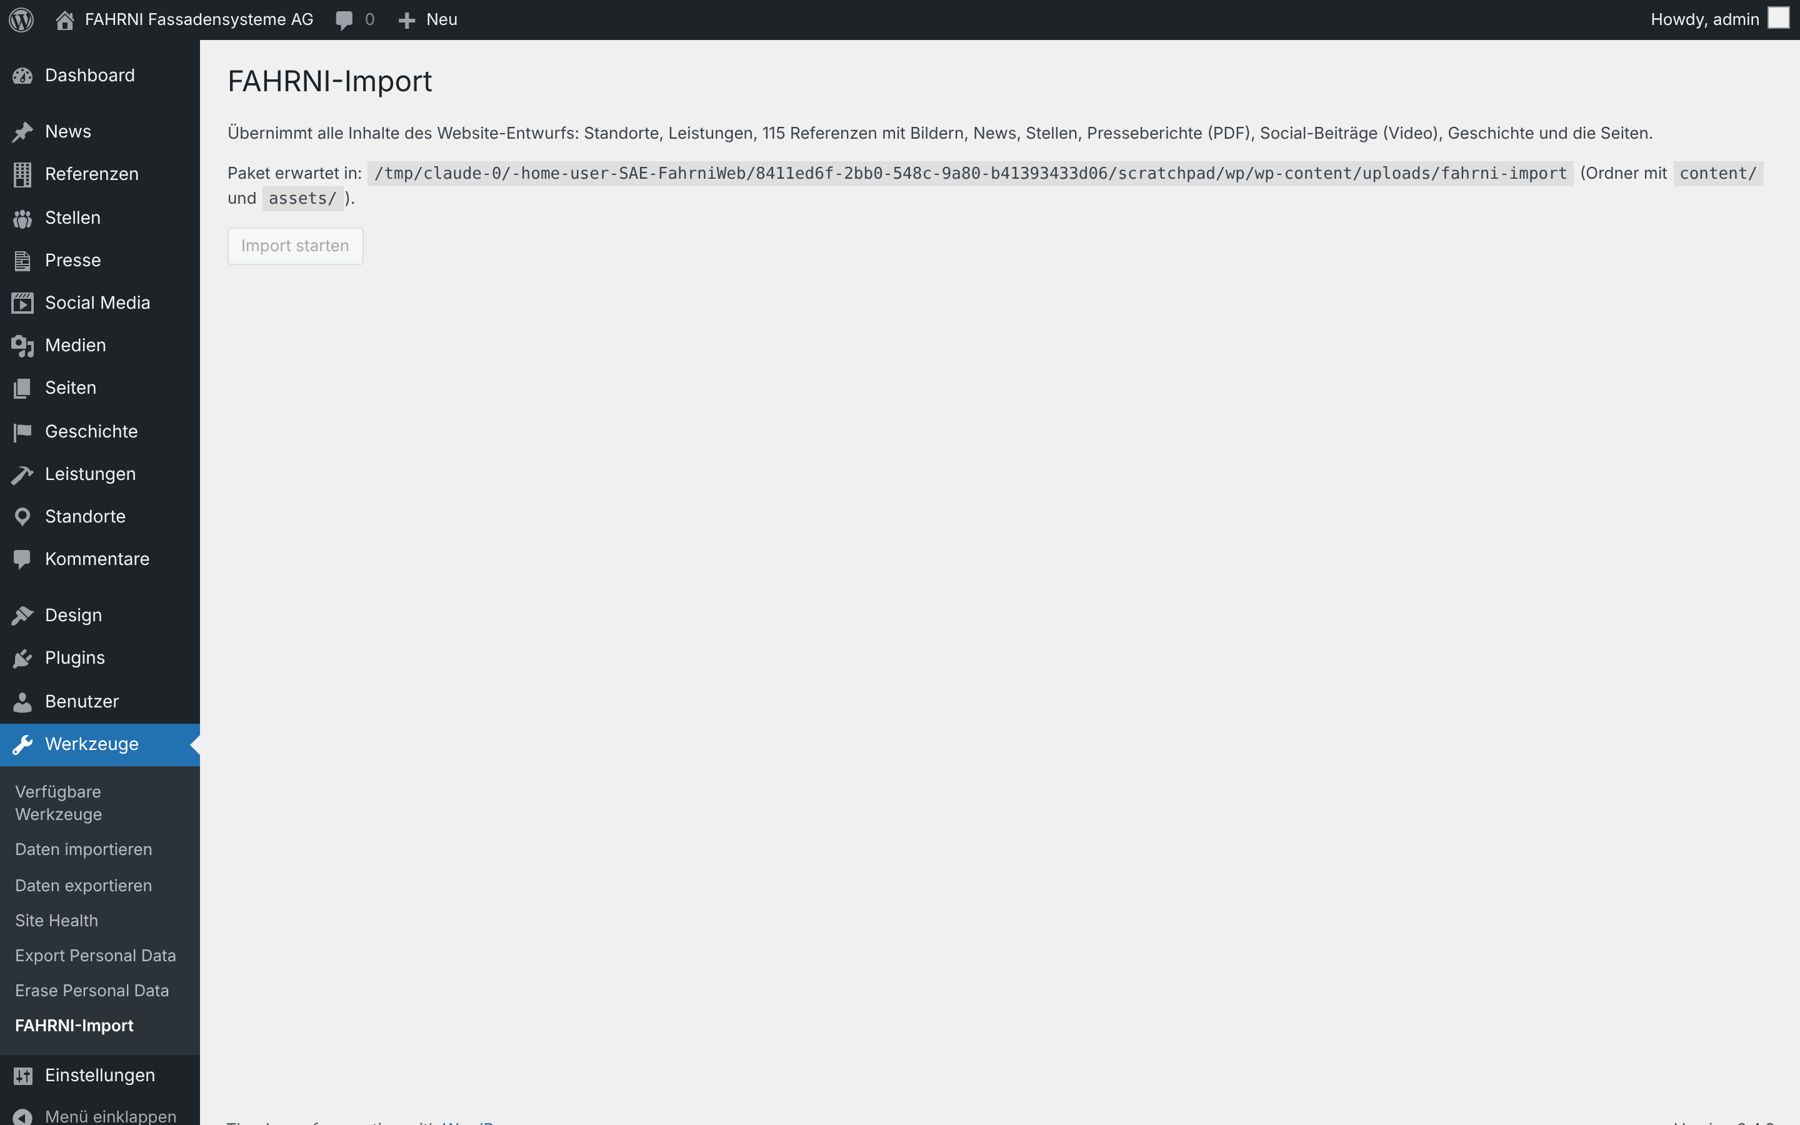 FAHRNI Fassadensysteme AG 0 Neu Howdy, admin
Dashboard
News
Referenzen
Stellen
Presse
Social Media
Medien
Seiten
Geschichte
Leistungen
Standorte
Kommentare
Design
Plugins
Benutzer
Werkzeuge
Verfügbare
Werkzeuge
Daten importieren
Daten exportieren
Site Health
Export Personal Data
Erase Personal Data
FAHRNI-Import
Einstellungen
Menü einklappen
FAHRNI-Import
Übernimmt alle Inhalte des Website-Entwurfs: Standorte, Leistungen, 115 Referenzen mit Bildern, News, Stellen, Presseberichte (PDF), Social-Beiträge (Video), Geschichte und die Seiten.
Paket erwartet in: /tmp/claude-0/-home-user-SAE-FahrniWeb/8411ed6f-2bb0-548c-9a80-b41393433d06/scratchpad/wp/wp-content/uploads/fahrni-import (Ordner mit content/
und assets/ ).
Import starten